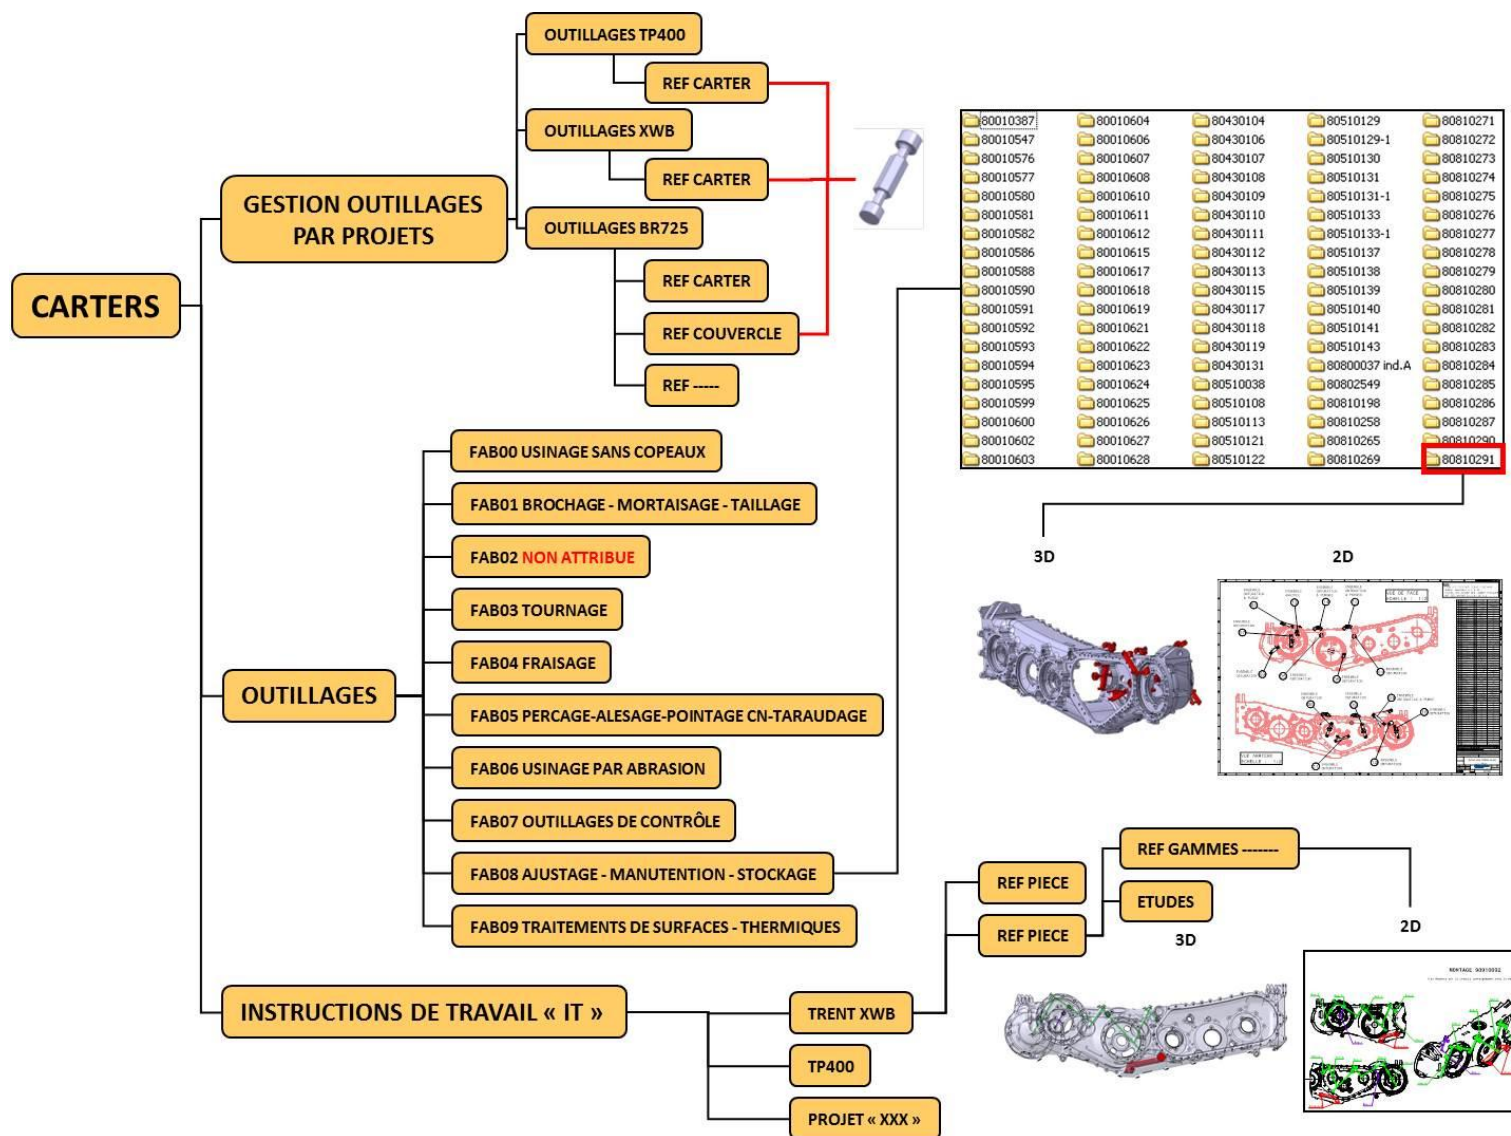 CARTERS
GESTION OUTILLAGES
PAR PROJETS
OUTILLAGES TP400
REF CARTER
OUTILLAGES XWB
REF CARTER
OUTILLAGES BR725
REF CARTER
REF COUVERCLE
REF -----
OUTILLAGES
FAB00 USINAGE SANS COPEAUX
FAB01 BROCHAGE - MORTAISAGE - TAILLAGE
FAB02 NON ATTRIBUE
FAB03 TOURNAGE
FAB04 FRAISAGE
FAB05 PERCAGE-ALESAGE-POINTAGE CN-TARAUDAGE
FAB06 USINAGE PAR ABRASION
FAB07 OUTILLAGES DE CONTRÔLE
FAB08 AJUSTAGE - MANUTENTION - STOCKAGE
FAB09 TRAITEMENTS DE SURFACES - THERMIQUES
80010387 80010604 80430104 80510129 80810271
80010547 80010606 80430106 80510129-1 80810272
80010576 80010607 80430107 80510130 80810273
80010577 80010608 80430108 80510131 80810274
80010580 80010610 80430109 80510131-1 80810275
80010581 80010611 80430110 80510133 80810276
80010582 80010612 80430111 80510133-1 80810277
80010586 80010615 80430112 80510137 80810278
80010588 80010617 80430113 80510138 80810279
80010590 80010618 80430115 80510139 80810280
80010591 80010619 80430117 80510140 80810281
80010592 80010621 80430118 80510141 80810282
80010593 80010622 80430119 80510143 80810283
80010594 80010623 80430131 80800037 ind.A 80810284
80010595 80010624 80510038 80802549 80810285
80010599 80010625 80510108 80810198 80810286
80010600 80010626 80510113 80810258 80810287
80010602 80010627 80510121 80810265 80810290
80010603 80010628 80510122 80810269 80810291
3D
2D
VUE DE FACE
INSTRUCTIONS DE TRAVAIL « IT »
TRENT XWB
TP400
PROJET « XXX »
REF PIECE
REF PIECE
REF GAMMES -------
ETUDES
3D
2D